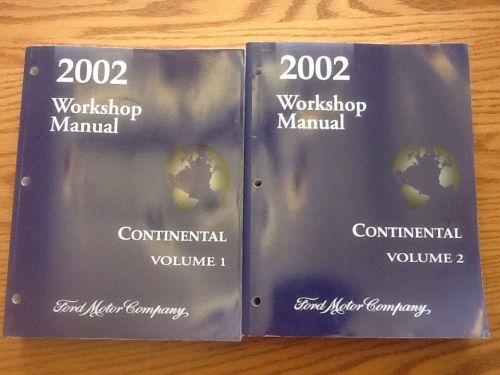 2002
Workshop
Manual
CONTINENTAL
VOLUME 1
Ford Motor Company
2002
Workshop
Manual
CONTINENTAL
VOLUME 2
Ford Motor Company